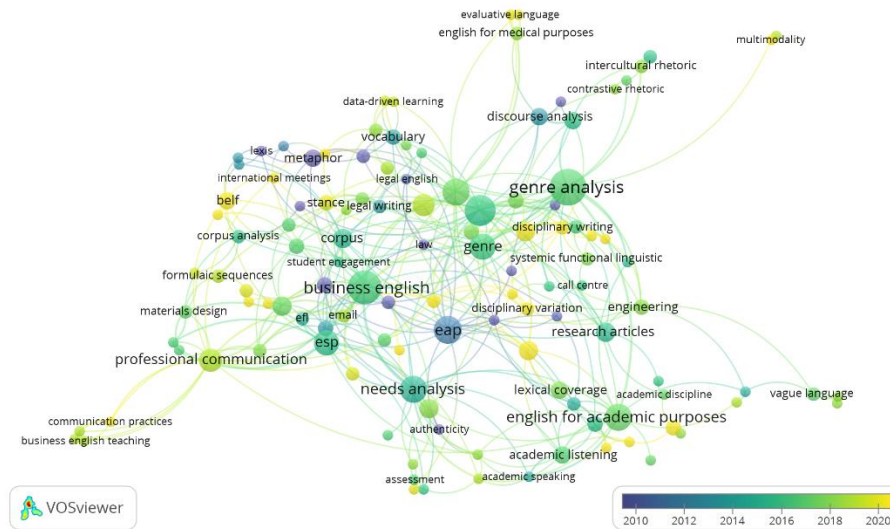 evaluative language
english for medical purposes
multimodality
intercultural rhetoric
contrastive rhetoric
data-driven learning
discourse analysis
vocabulary
lexis
metaphor
international meetings
legal english
genre analysis
belf
stance
legal writing
disciplinary writing
corpus analysis
corpus
law
genre
student engagement
systemic functional linguistic
formulaic sequences
business english
call centre
materials design
efl
email
disciplinary variation
engineering
esp
eap
research articles
professional communication
needs analysis
lexical coverage
academic discipline
vague language
communication practices
english for academic purposes
business english teaching
authenticity
academic listening
assessment
academic speaking
VOSviewer
2010 2012 2014 2016 2018 2020